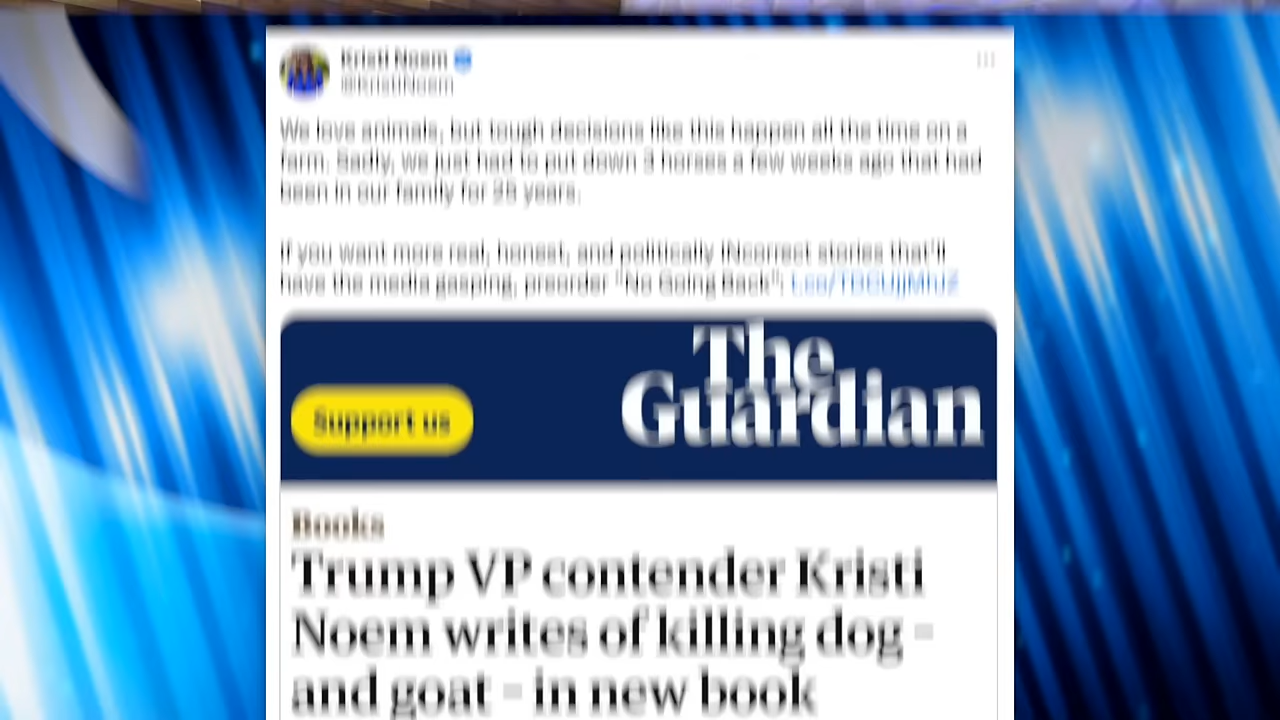 Kristi Noem
@KristiNoem
We love animals, but tough decisions like this happen all the time on a
farm. Sadly, we just had to put down 3 horses a few weeks ago that had
been in our family for 25 years.
If you want more real, honest, and politically INcorrect stories that'll
have the media gasping, preorder "No Going Back":
The
Guardian
Support us
Books
Trump VP contender Kristi
Noem writes of killing dog –
and goat – in new book